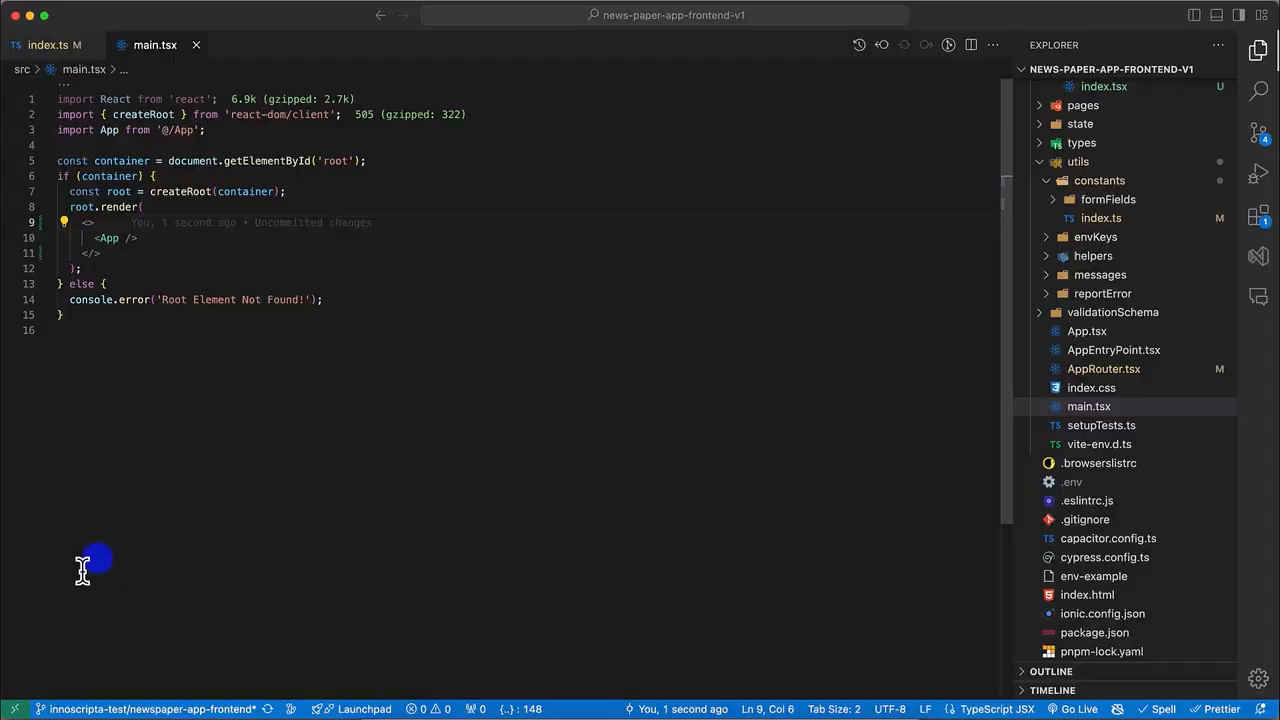 news-paper-app-frontend-v1
TS index.ts M
main.tsx
EXPLORER
src > main.tsx > ...
NEWS-PAPER-APP-FRONTEND-V1
...
index.tsx U
1 import React from 'react'; 6.9k (gzipped: 2.7k)
2 import { createRoot } from 'react-dom/client'; 505 (gzipped: 322)
3 import App from '@/App';
4
5 const container = document.getElementById('root');
6 if (container) {
7 const root = createRoot(container);
8 root.render(
9 <> You, 1 second ago • Uncommitted changes
10 <App />
11 </>
12 );
13 } else {
14 console.error('Root Element Not Found!');
15 }
16
pages
state
types
utils
constants
formFields
TS index.ts M
envKeys
helpers
messages
reportError
validationSchema
App.tsx
AppEntryPoint.tsx
AppRouter.tsx M
index.css
main.tsx
TS setupTests.ts
TS vite-env.d.ts
.browserslistrc
.env
.eslintrc.js
.gitignore
TS capacitor.config.ts
cypress.config.ts
env-example
index.html
ionic.config.json
package.json
pnpm-lock.yaml
OUTLINE
TIMELINE
4
1
innoscripta-test/newspaper-app-frontend* Launchpad 0 0 0 {..} : 148 You, 1 second ago Ln 9, Col 6 Tab Size: 2 UTF-8 LF {} TypeScript JSX Go Live Spell Prettier